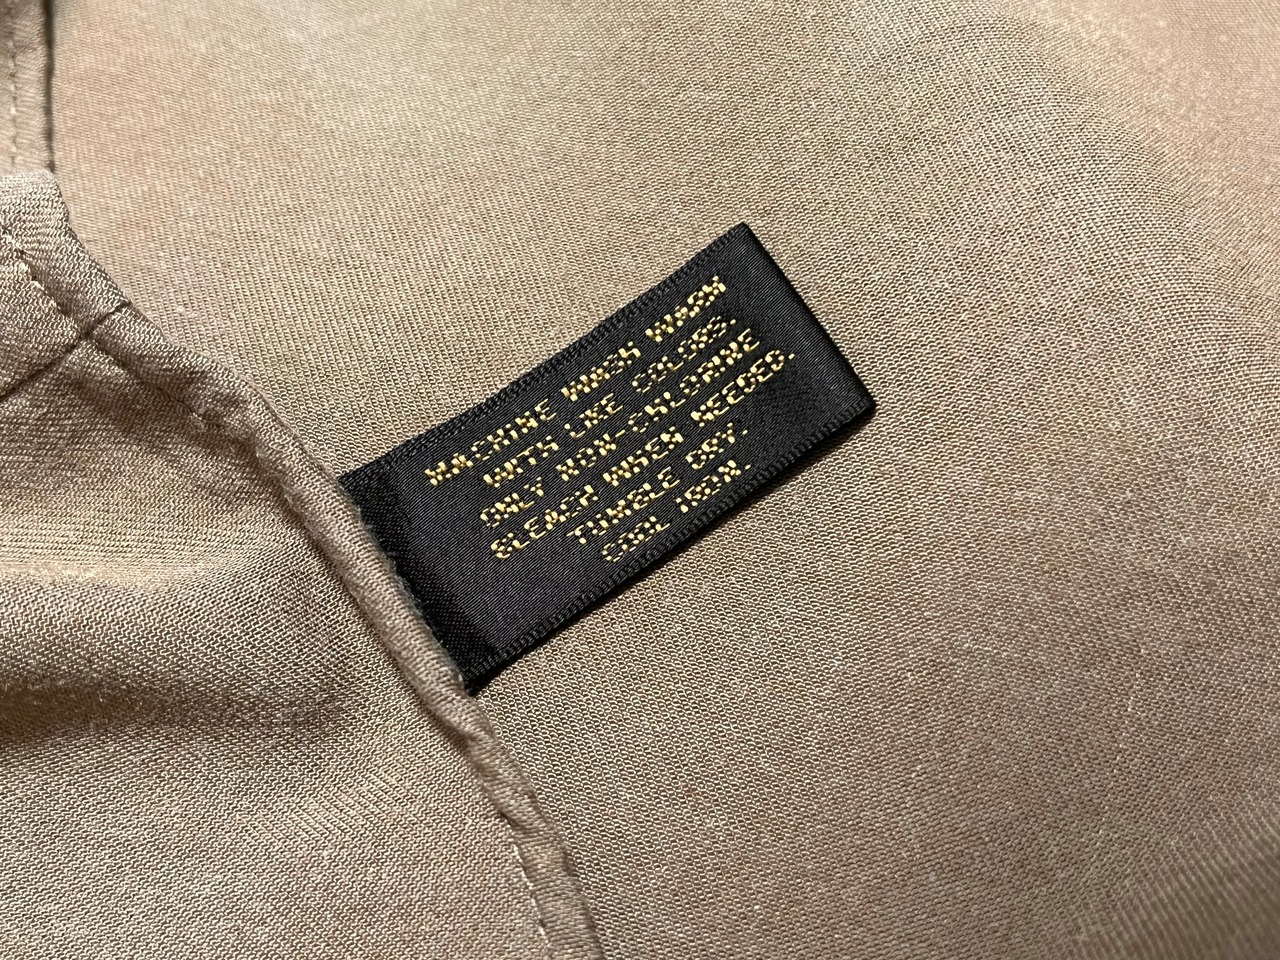 MACHINE WASH WARM
WITH LIKE COLORS.
ONLY NON-CHLORINE
BLEACH WHEN NEEDED.
TUMBLE DRY.
COOL IRON.